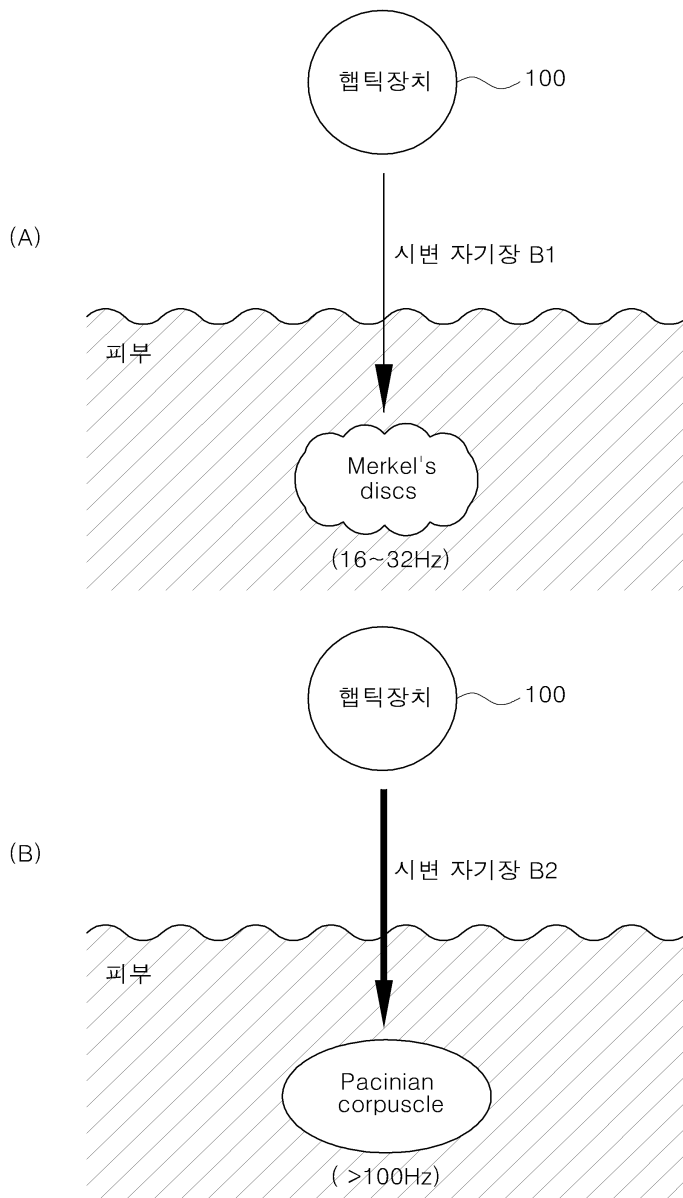 햅틱장치
100
(A)
시변 자기장 B1
피부
Merkel's
discs
(16~32Hz)
햅틱장치
100
(B)
시변 자기장 B2
피부
Pacinian
corpuscle
( >100Hz)